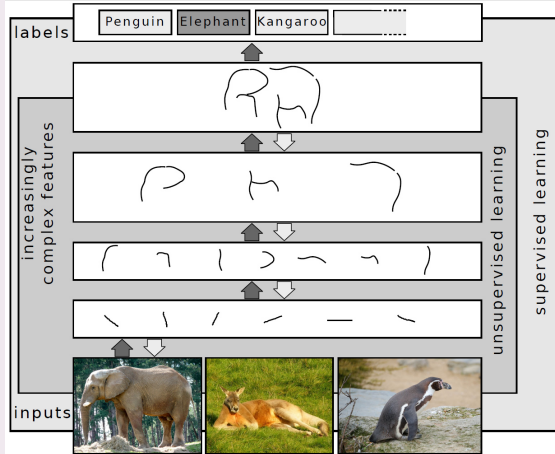 labels
Penguin
Elephant
Kangaroo
increasingly
complex features
unsupervised learning
supervised learning
inputs